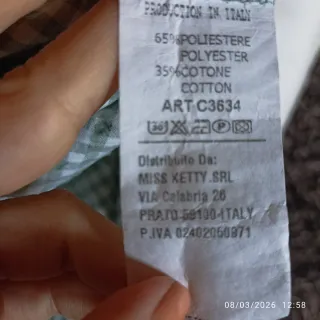 PRODUCTION IN ITALY
65%POLIESTERE
POLYESTER
35%COTONE
COTTON
ART C3634
Distribuito Da:
MISS KETTY SRL
VIA Calabria 26
PRATO 59100-ITALY
P.IVA 02402050971
08/03/2026 12:58